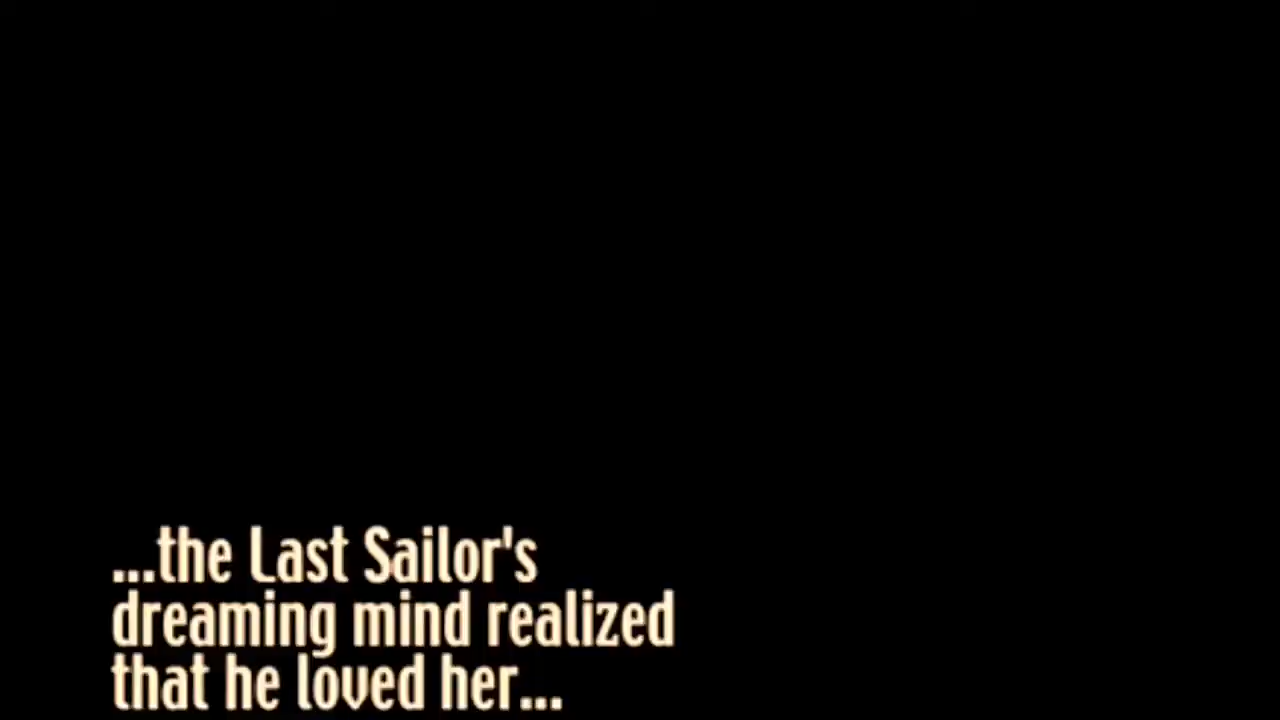 ...the Last Sailor's
dreaming mind realized
that he loved her...